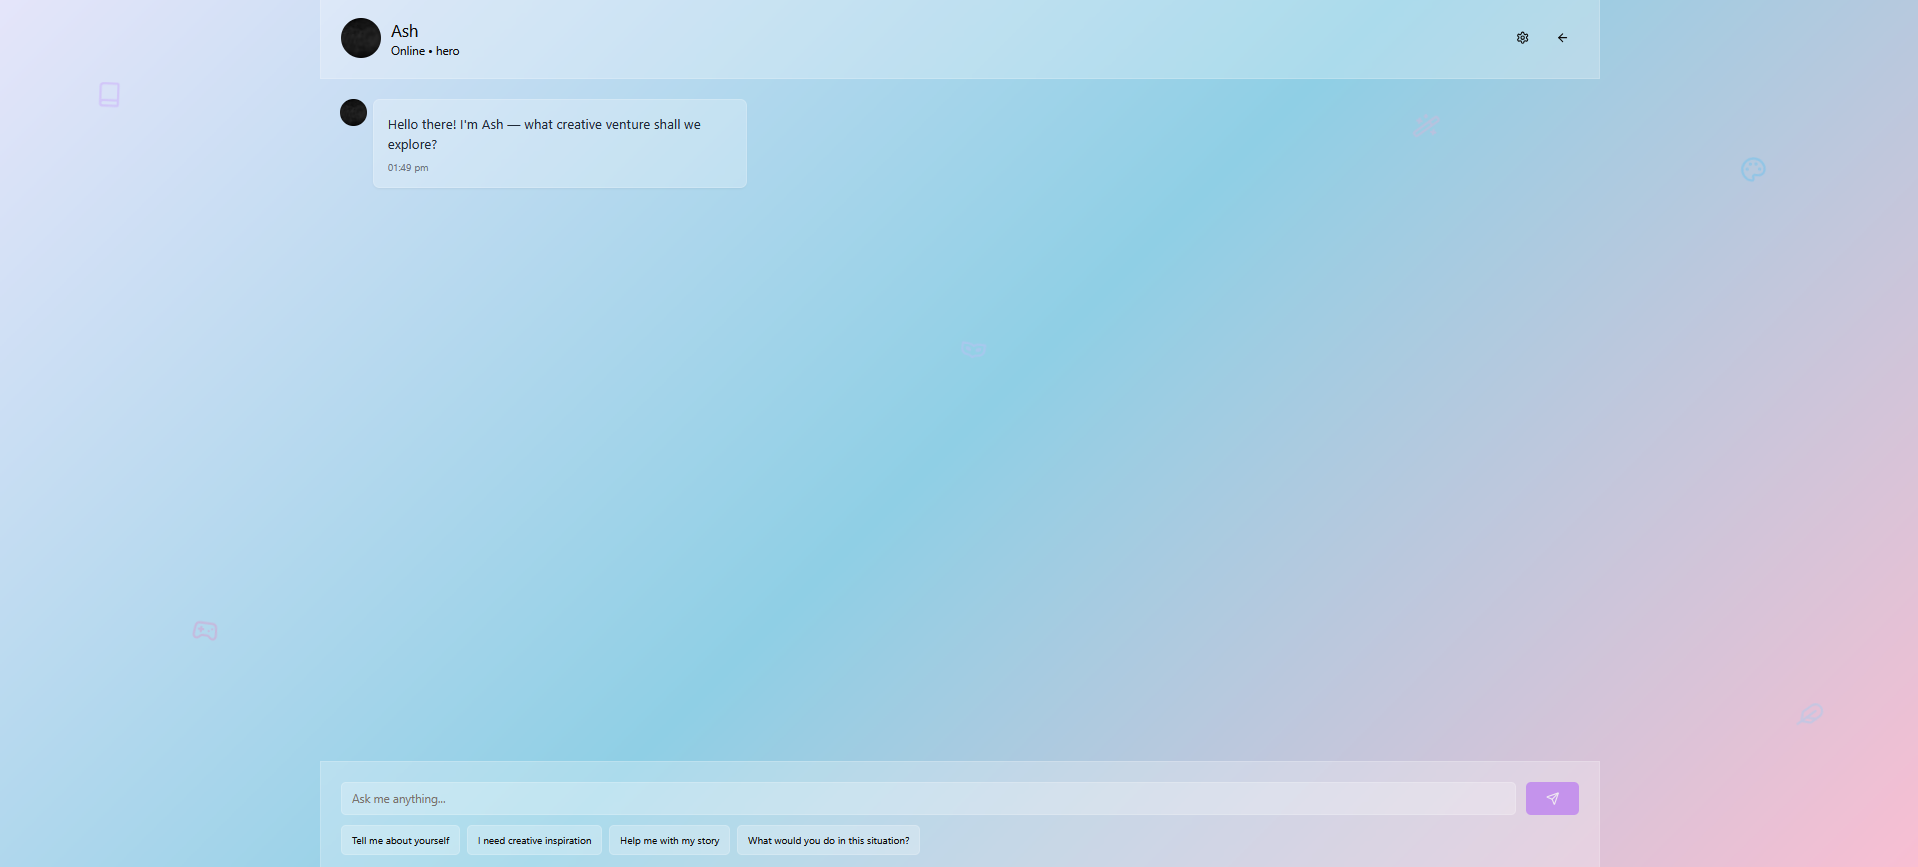 Ash
Online • hero
Hello there! I'm Ash — what creative venture shall we
explore?
01:49 pm
Ask me anything...
Tell me about yourself
I need creative inspiration
Help me with my story
What would you do in this situation?